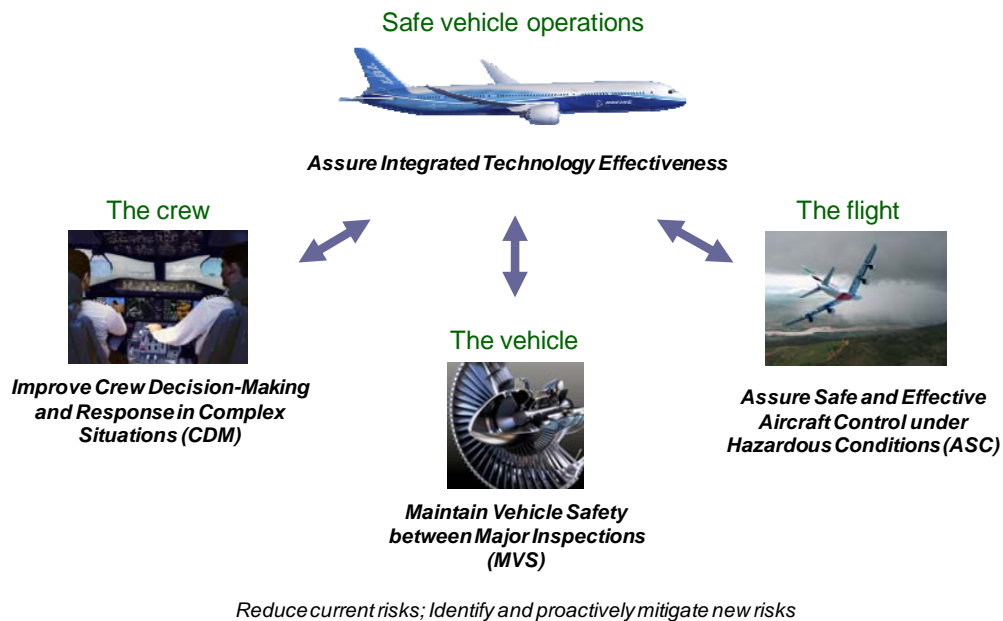 Safe vehicle operations
BOEING
Assure Integrated Technology Effectiveness
The crew
The flight
The vehicle
Improve Crew Decision-Making
and Response in Complex
Situations (CDM)
Assure Safe and Effective
Aircraft Control under
Hazardous Conditions (ASC)
Maintain Vehicle Safety
between Major Inspections
(MVS)
Reduce current risks; Identify and proactively mitigate new risks